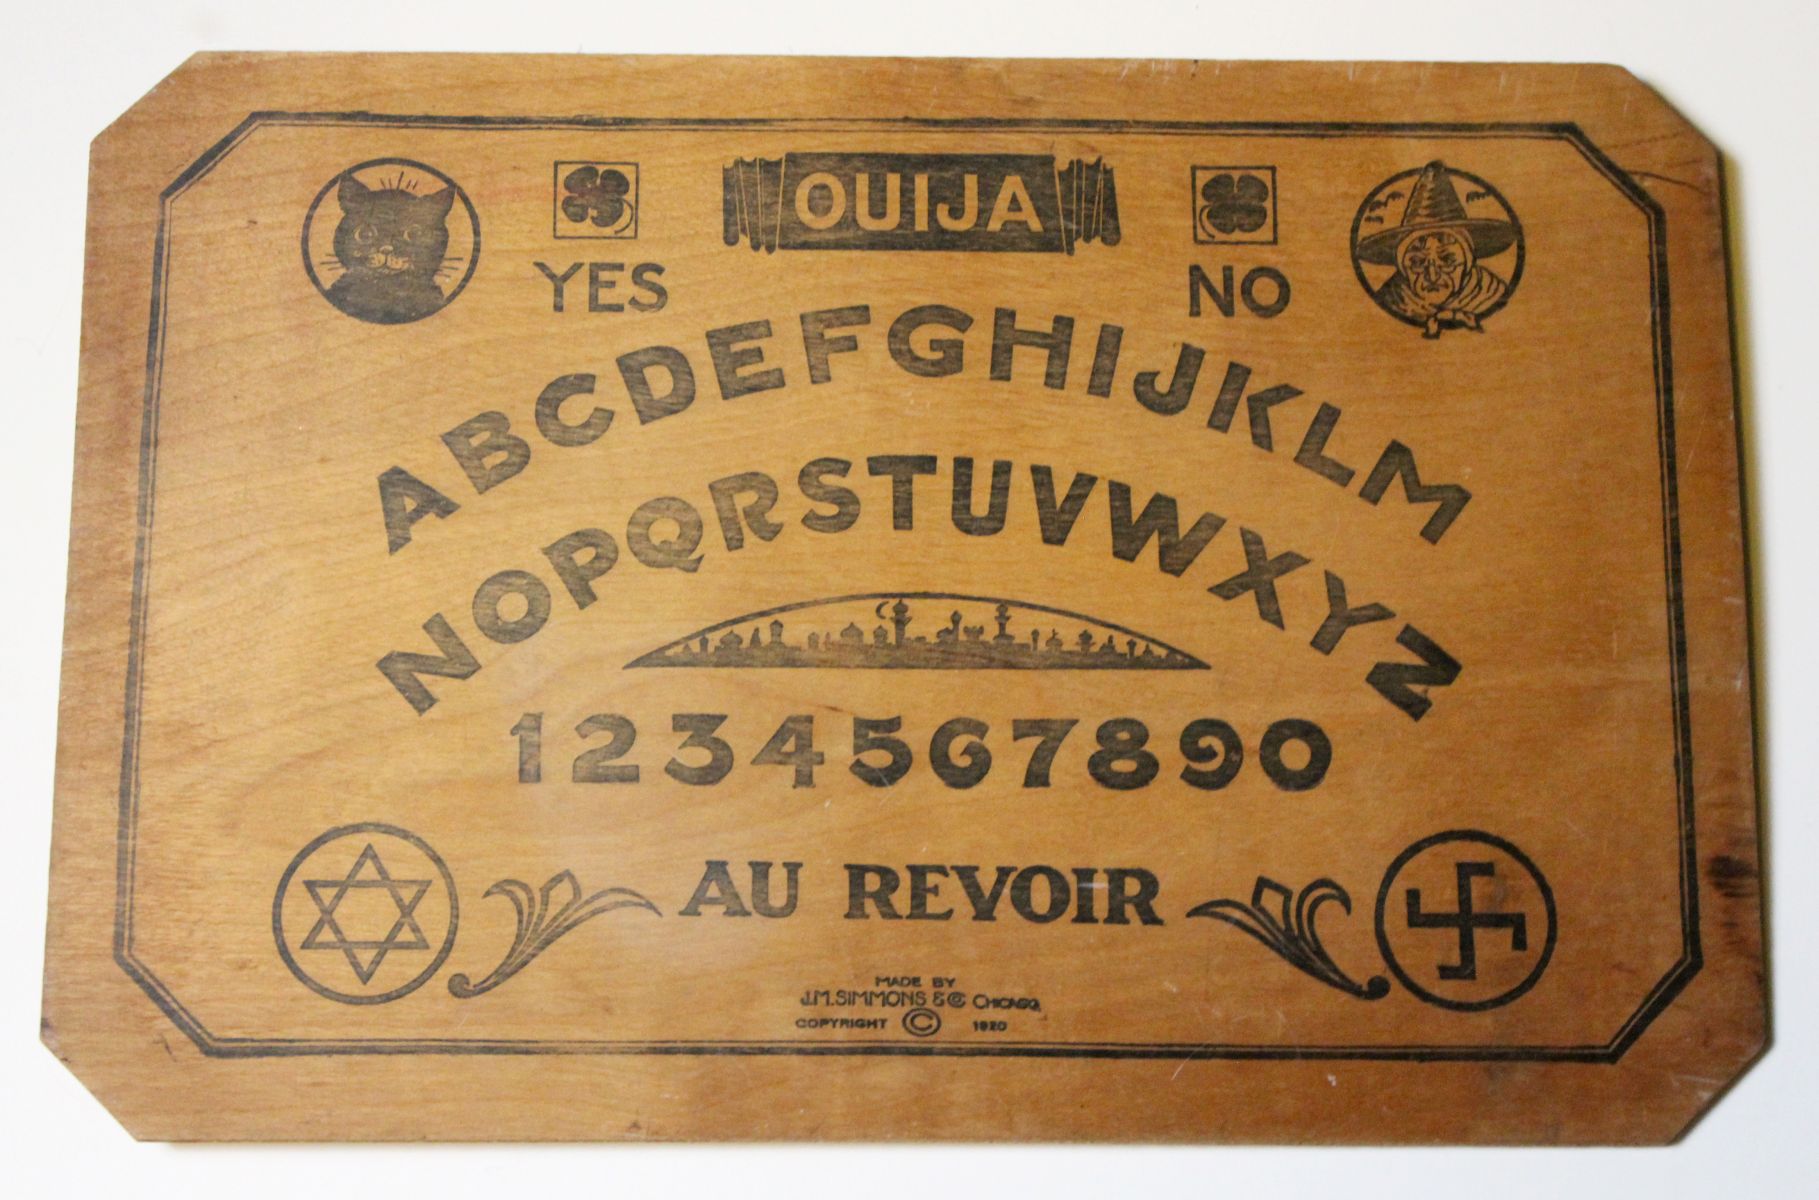 OUIJA
YES NO
ABCDEFGHIJKLM
NOPQRSTUVWXYZ
1234567890
AU REVOIR
MADE BY
J.M.SIMMONS & Co CHICAGO,
COPYRIGHT © 1920